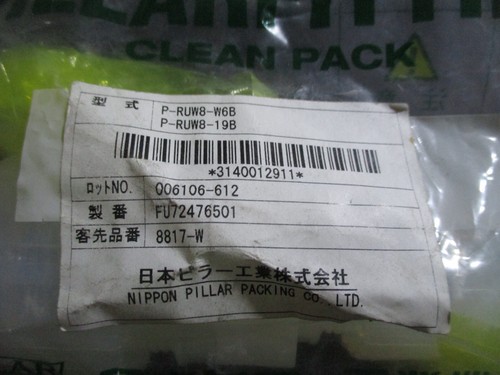 CLEAN PACK
型式 P-RUW8-W6B
P-RUW8-19B
*3140012911*
ロットNO. Q06106-612
製番 FU72476501
客先品番 8817-W
日本ピラー工業株式会社
NIPPON PILLAR PACKING CO., LTD.